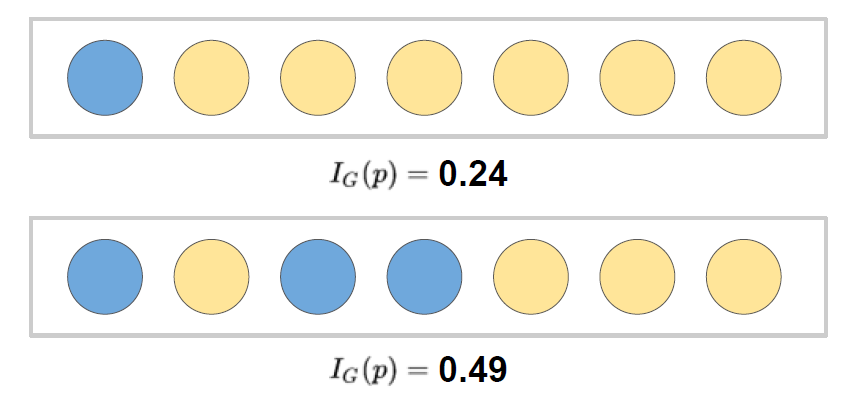 I_G(p) = 0.24
I_G(p) = 0.49